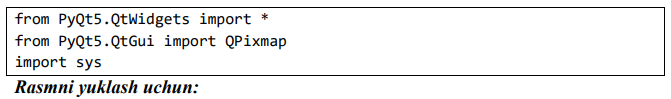 from PyQt5.QtWidgets import *
from PyQt5.QtGui import QPixmap
import sys
Rasmni yuklash uchun: